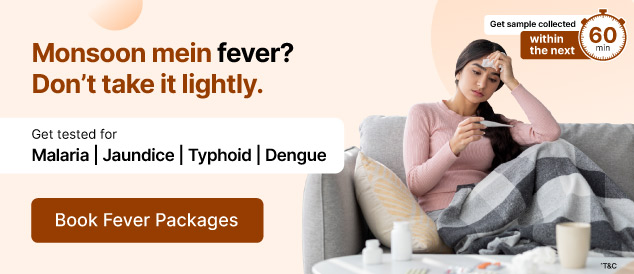 Monsoon mein fever?
Don't take it lightly.
Get tested for
Malaria | Jaundice | Typhoid | Dengue
Book Fever Packages
Get sample collected
within
the next
60
min
*T&C